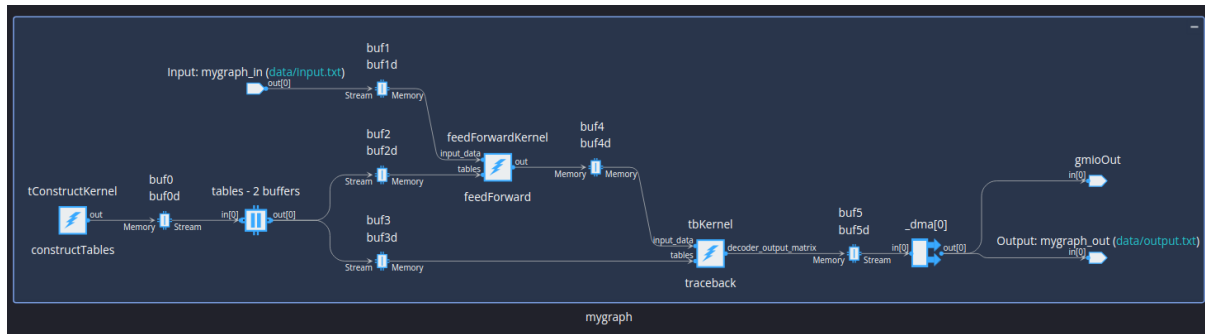 buf1
buf1d
Input: mygraph_in (data/input.txt)
out[0]
Stream
Memory
buf2
buf2d
feedForwardKernel
buf4
buf4d
input_data
tables
out
Stream
Memory
Memory
Memory
feedForward
gmioOut
in[0]
tConstructKernel
buf0
buf0d
tables - 2 buffers
out
Memory
Stream
in[0]
out[0]
constructTables
buf3
buf3d
Stream
Memory
tbKernel
input_data
tables
decoder_output_matrix
traceback
buf5
buf5d
Memory
Stream
_dma[0]
in[0]
out[0]
Output: mygraph_out (data/output.txt)
in[0]
mygraph